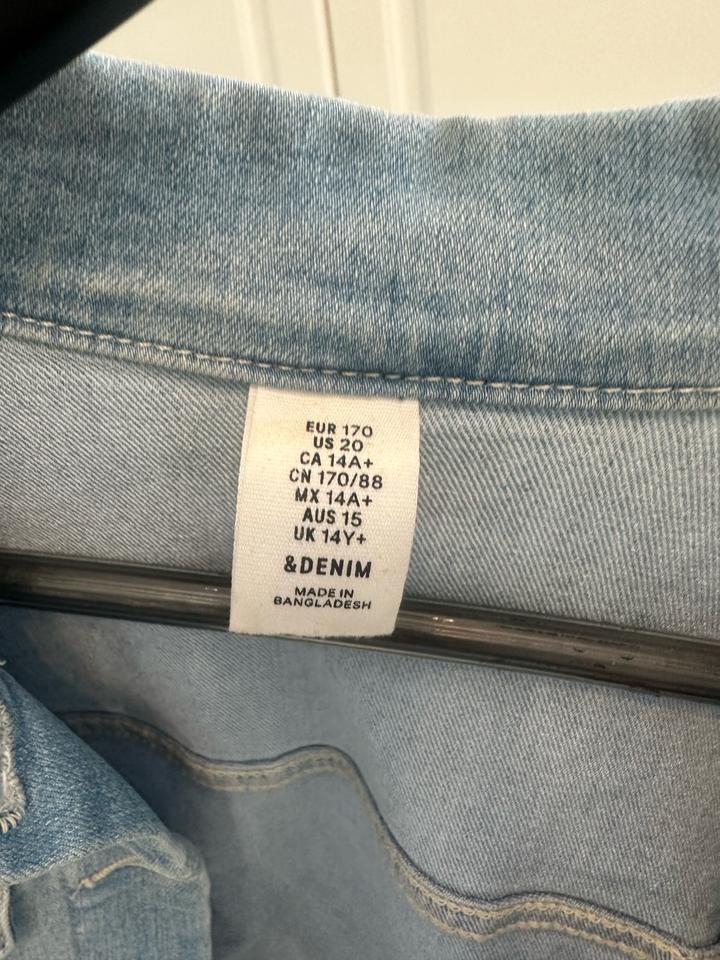 EUR 170
US 20
CA 14A+
CN 170/88
MX 14A+
AUS 15
UK 14Y+
&DENIM
MADE IN
BANGLADESH